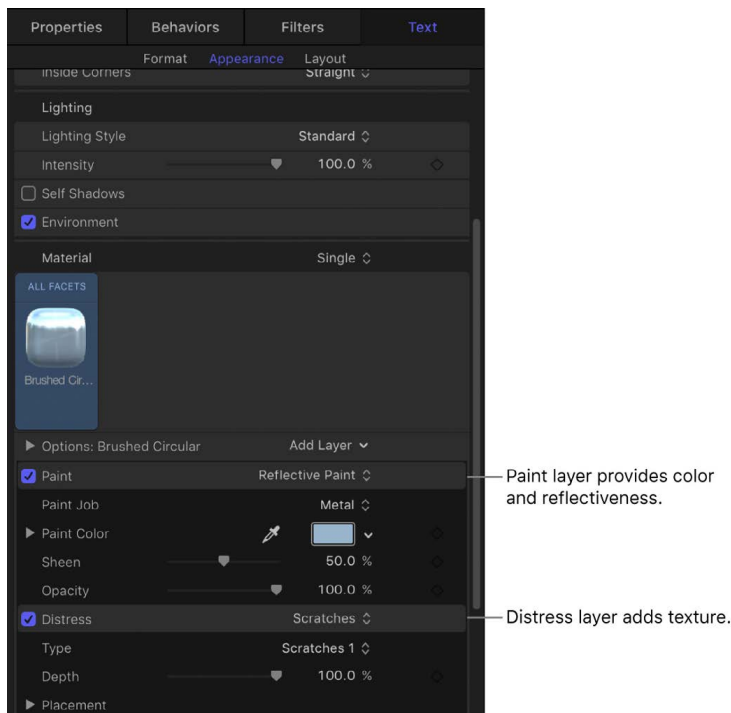 Properties Behaviors Filters Text
Format Appearance Layout
Inside Corners Straight
Lighting
Lighting Style Standard
Intensity 100.0 %
Self Shadows
Environment
Material Single
ALL FACETS
Brushed Cir...
Options: Brushed Circular Add Layer
Paint Reflective Paint
Paint layer provides color
and reflectiveness.
Paint Job Metal
Paint Color
Sheen 50.0 %
Opacity 100.0 %
Distress Scratches
Distress layer adds texture.
Type Scratches 1
Depth 100.0 %
Placement